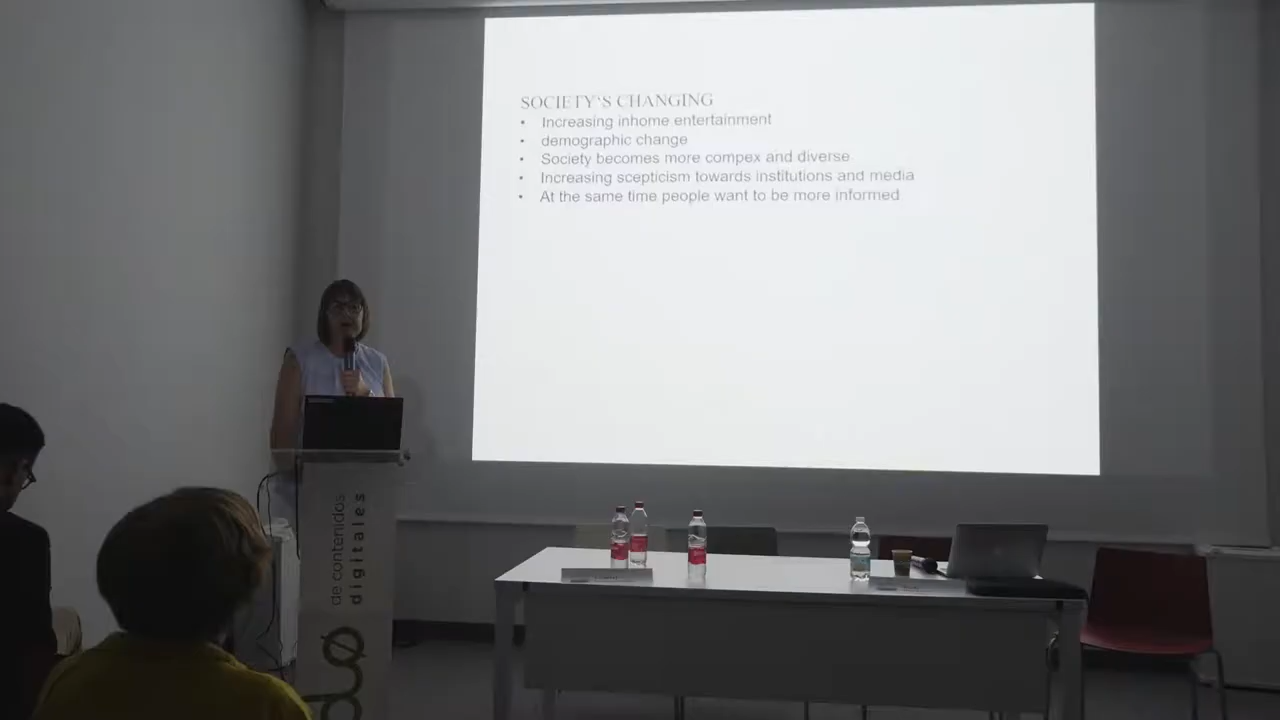 SOCIETY'S CHANGING
• Increasing inhome entertainment
• demographic change
• Society becomes more compex and diverse
• Increasing scepticism towards institutions and media
• At the same time people want to be more informed
de contenidos
digitales